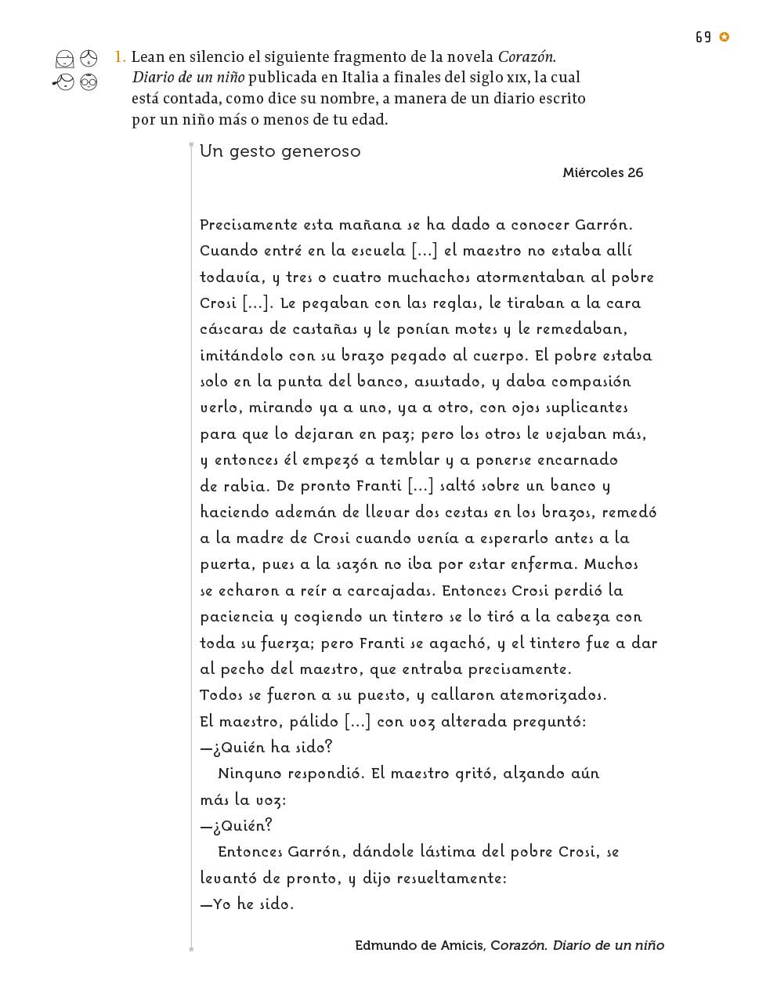 69
1. Lean en silencio el siguiente fragmento de la novela Corazón.
Diario de un niño publicada en Italia a finales del siglo XIX, la cual
está contada, como dice su nombre, a manera de un diario escrito
por un niño más o menos de tu edad.
Un gesto generoso
Miércoles 26
Precisamente esta mañana se ha dado a conocer Garrón.
Cuando entré en la escuela [...] el maestro no estaba allí
todavía, y tres o cuatro muchachos atormentaban al pobre
Crosi [...]. Le pegaban con las reglas, le tiraban a la cara
cáscaras de castañas y le ponían motes y le remedaban,
imitándolo con su brazo pegado al cuerpo. El pobre estaba
solo en la punta del banco, asustado, y daba compasión
verlo, mirando ya a uno, ya a otro, con ojos suplicantes
para que lo dejaran en paz; pero los otros le vejaban más,
y entonces él empezó a temblar y a ponerse encarnado
de rabia. De pronto Franti [...] saltó sobre un banco y
haciendo ademán de llevar dos cestas en los brazos, remedó
a la madre de Crosi cuando venía a esperarlo antes a la
puerta, pues a la sazón no iba por estar enferma. Muchos
se echaron a reír a carcajadas. Entonces Crosi perdió la
paciencia y cogiendo un tintero se lo tiró a la cabeza con
toda su fuerza; pero Franti se agachó, y el tintero fue a dar
al pecho del maestro, que entraba precisamente.
Todos se fueron a su puesto, y callaron atemorizados.
El maestro, pálido [...] con voz alterada preguntó:
—¿Quién ha sido?
Ninguno respondió. El maestro gritó, alzando aún
más la voz:
—¿Quién?
Entonces Garrón, dándole lástima del pobre Crosi, se
levantó de pronto, y dijo resueltamente:
—Yo he sido.
Edmundo de Amicis, Corazón. Diario de un niño